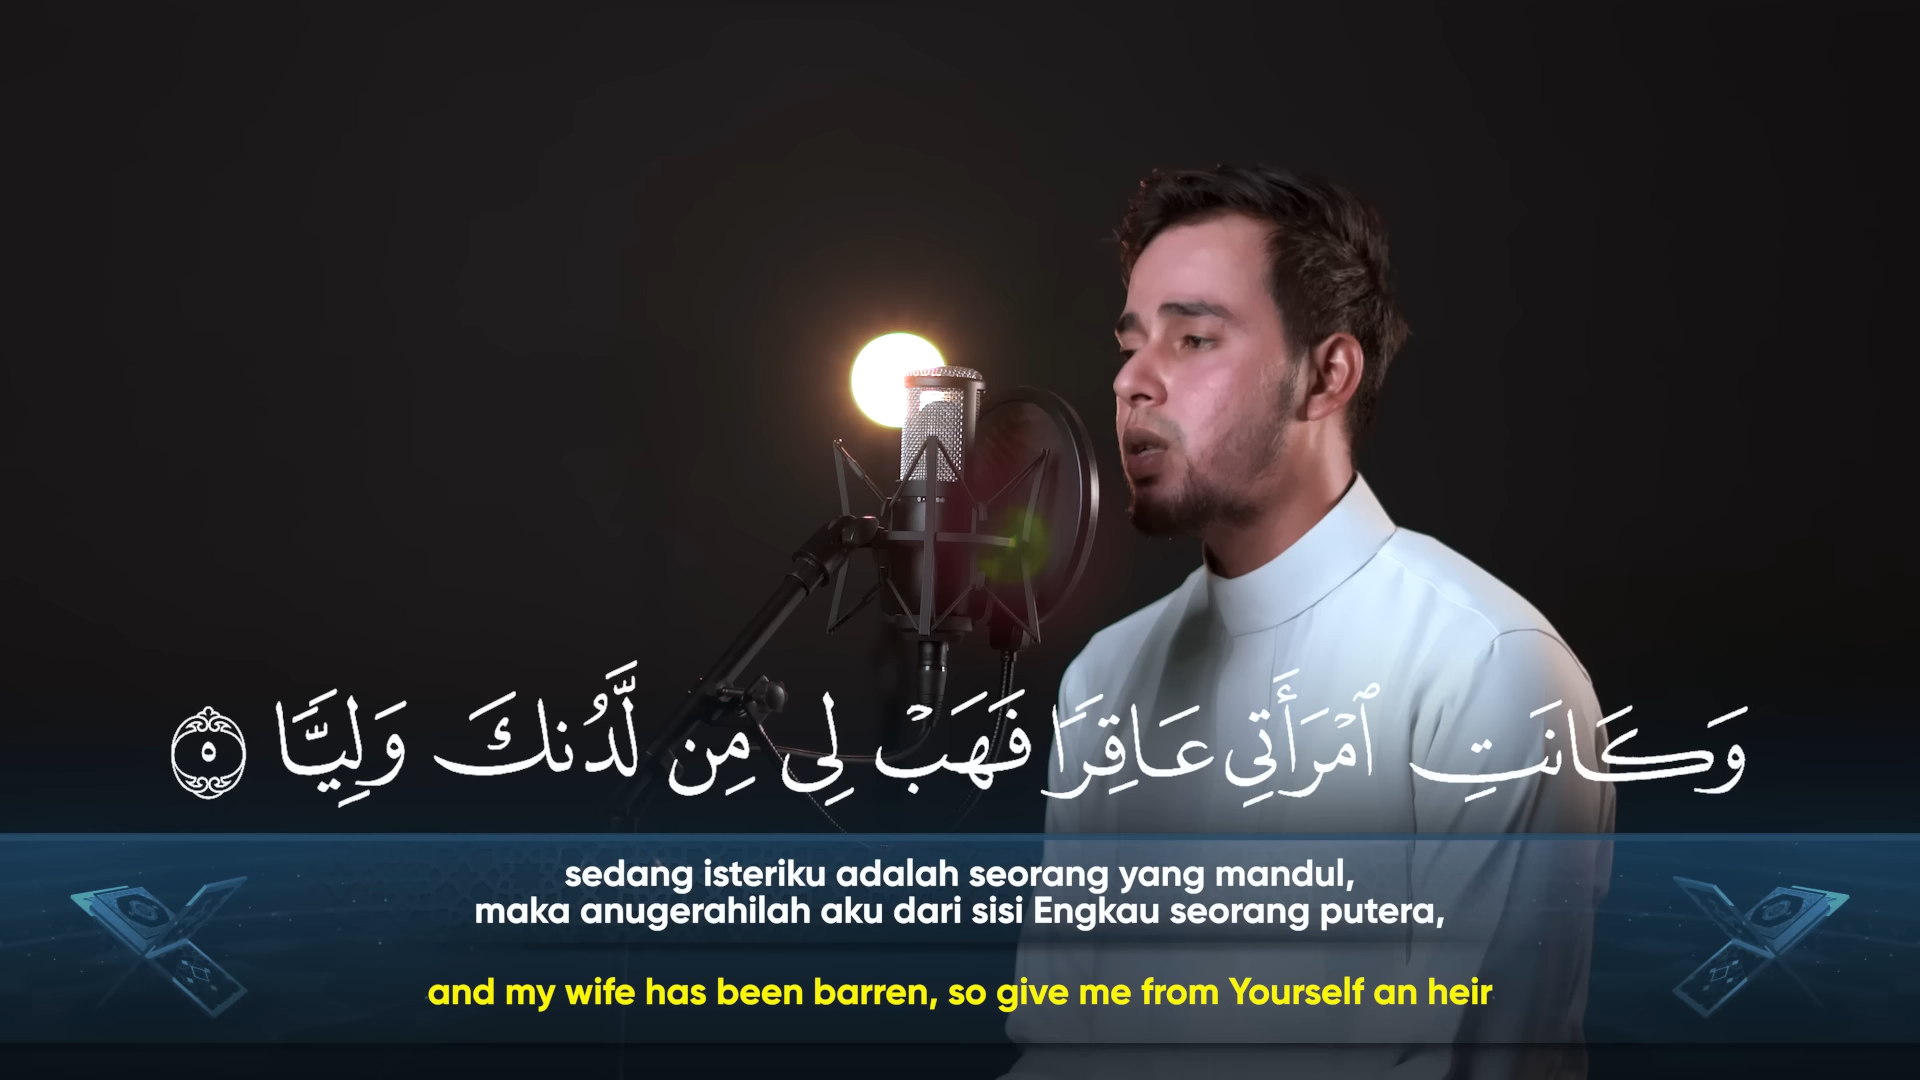 وَكَانَتِ ٱمْرَأَتِى عَاقِرًا فَهَبْ لِى مِن لَّدُنكَ وَلِيًّا ۝٥
sedang isteriku adalah seorang yang mandul,
maka anugerahilah aku dari sisi Engkau seorang putera,
and my wife has been barren, so give me from Yourself an heir